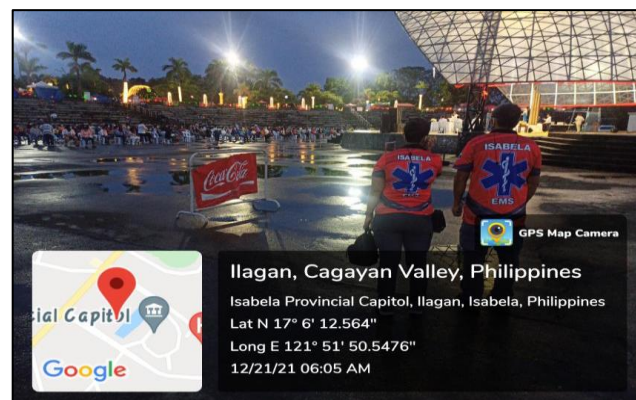 Coca-Cola
ISABELA
EMS
ISABELA
EMS
GPS Map Camera
cial Capitol
Google
Ilagan, Cagayan Valley, Philippines
Isabela Provincial Capitol, Ilagan, Isabela, Philippines
Lat N 17° 6' 12.564"
Long E 121° 51' 50.5476"
12/21/21 06:05 AM